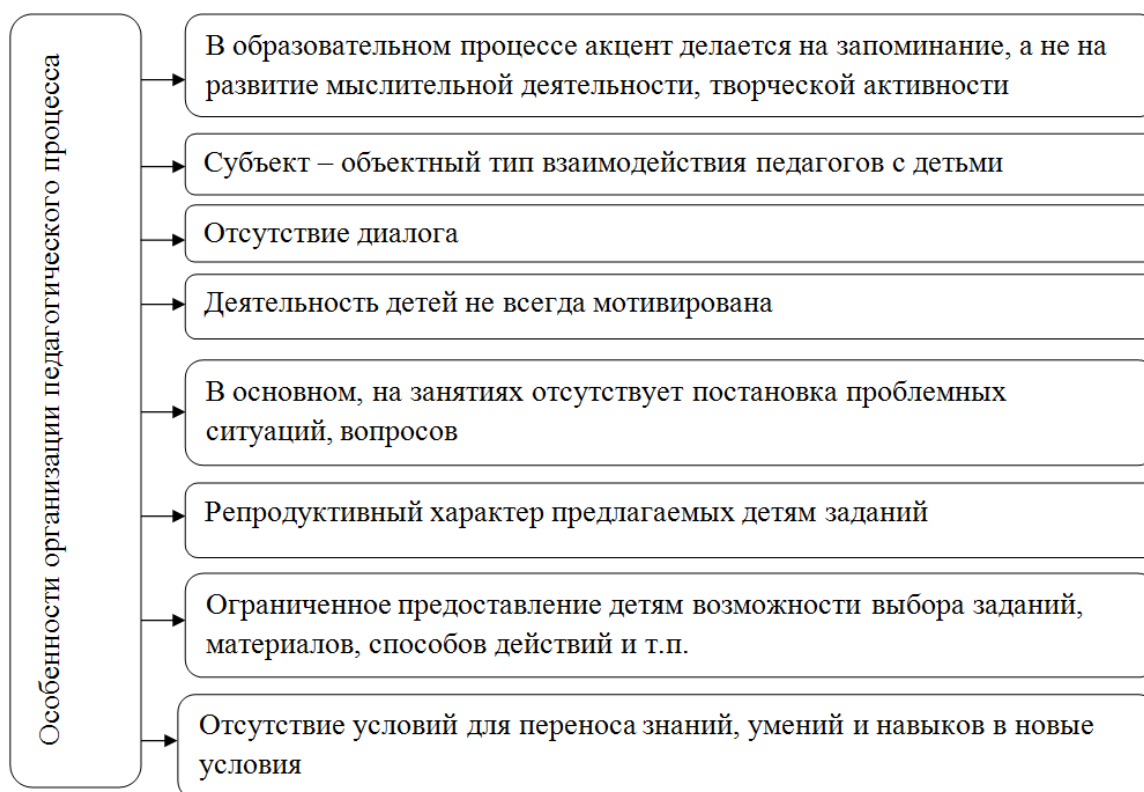 Особенности организации педагогического процесса
В образовательном процессе акцент делается на запоминание, а не на
развитие мыслительной деятельности, творческой активности
Субъект – объектный тип взаимодействия педагогов с детьми
Отсутствие диалога
Деятельность детей не всегда мотивирована
В основном, на занятиях отсутствует постановка проблемных
ситуаций, вопросов
Репродуктивный характер предлагаемых детям заданий
Ограниченное предоставление детям возможности выбора заданий,
материалов, способов действий и т.п.
Отсутствие условий для переноса знаний, умений и навыков в новые
условия